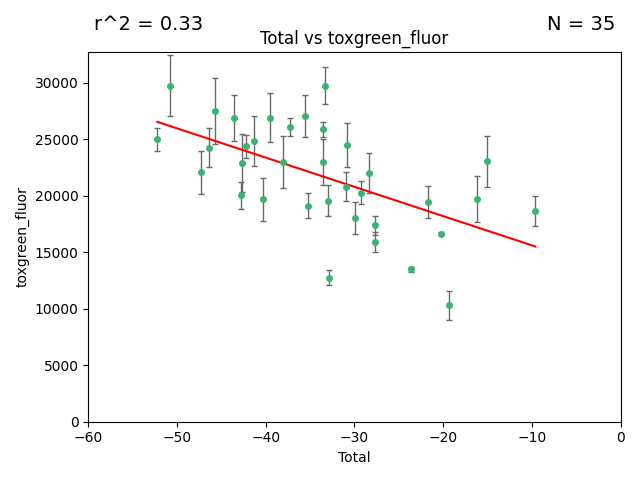 r^2 = 0.33
N = 35
Total vs toxgreen_fluor
30000
25000
20000
15000
10000
5000
0
toxgreen_fluor
−60
−50
−40
−30
−20
−10
0
Total